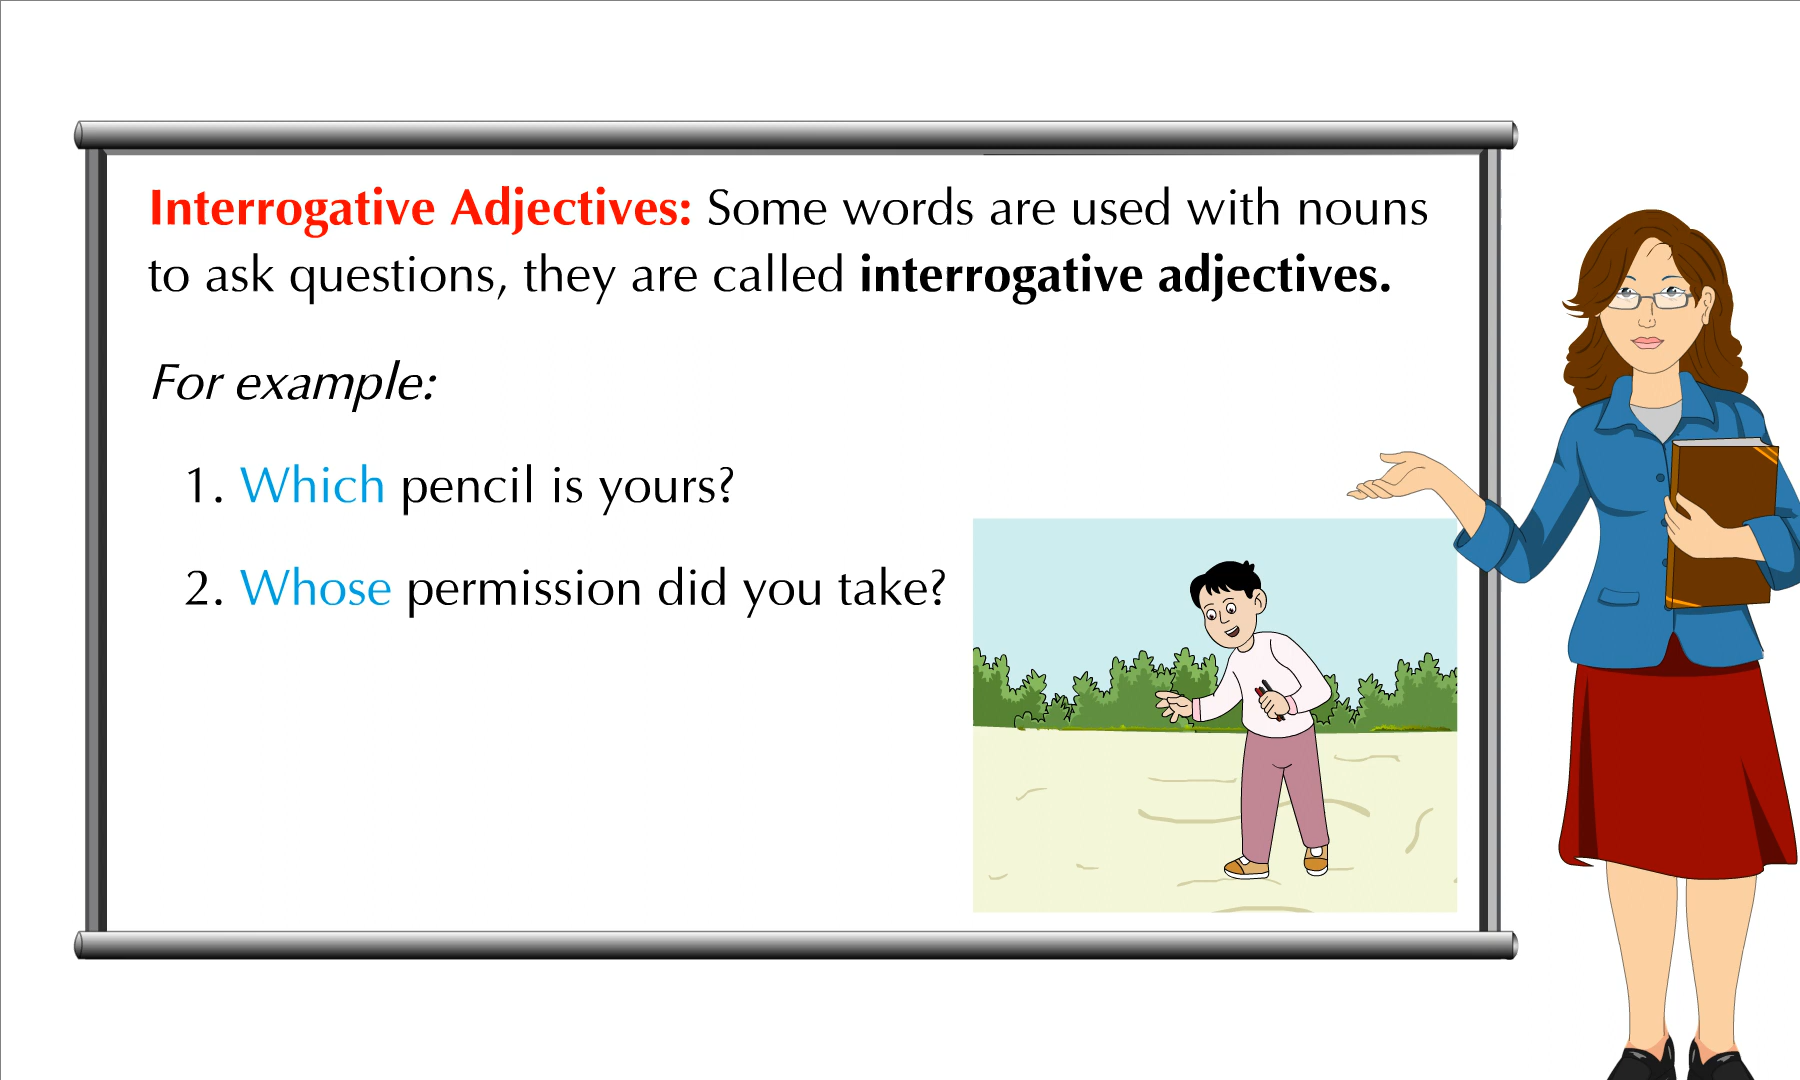 Interrogative Adjectives: Some words are used with nouns
to ask questions, they are called interrogative adjectives.
For example:
1. Which pencil is yours?
2. Whose permission did you take?